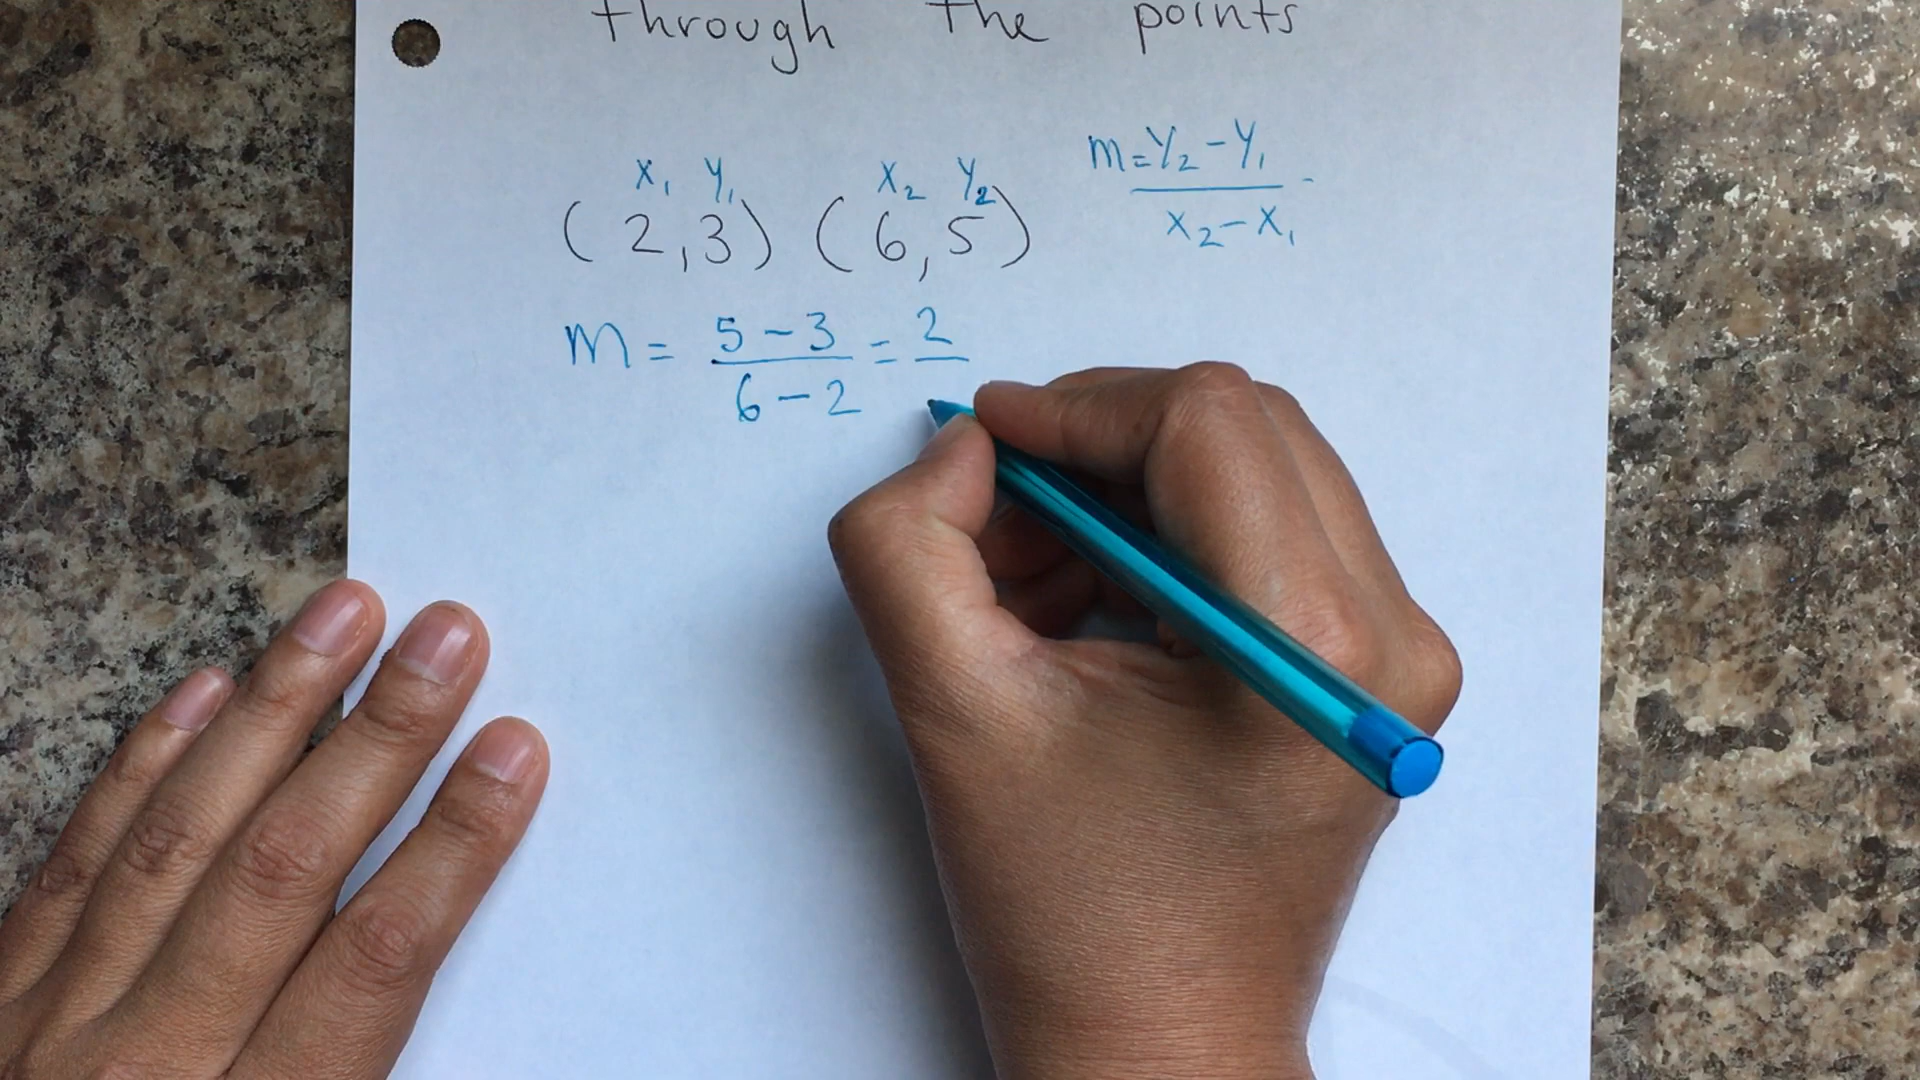 through the points
x₁ y₁ x₂ y₂ m = y₂ - y₁ / x₂ - x₁
(2,3) (6,5)
m = 5 - 3 / 6 - 2 = 2 /